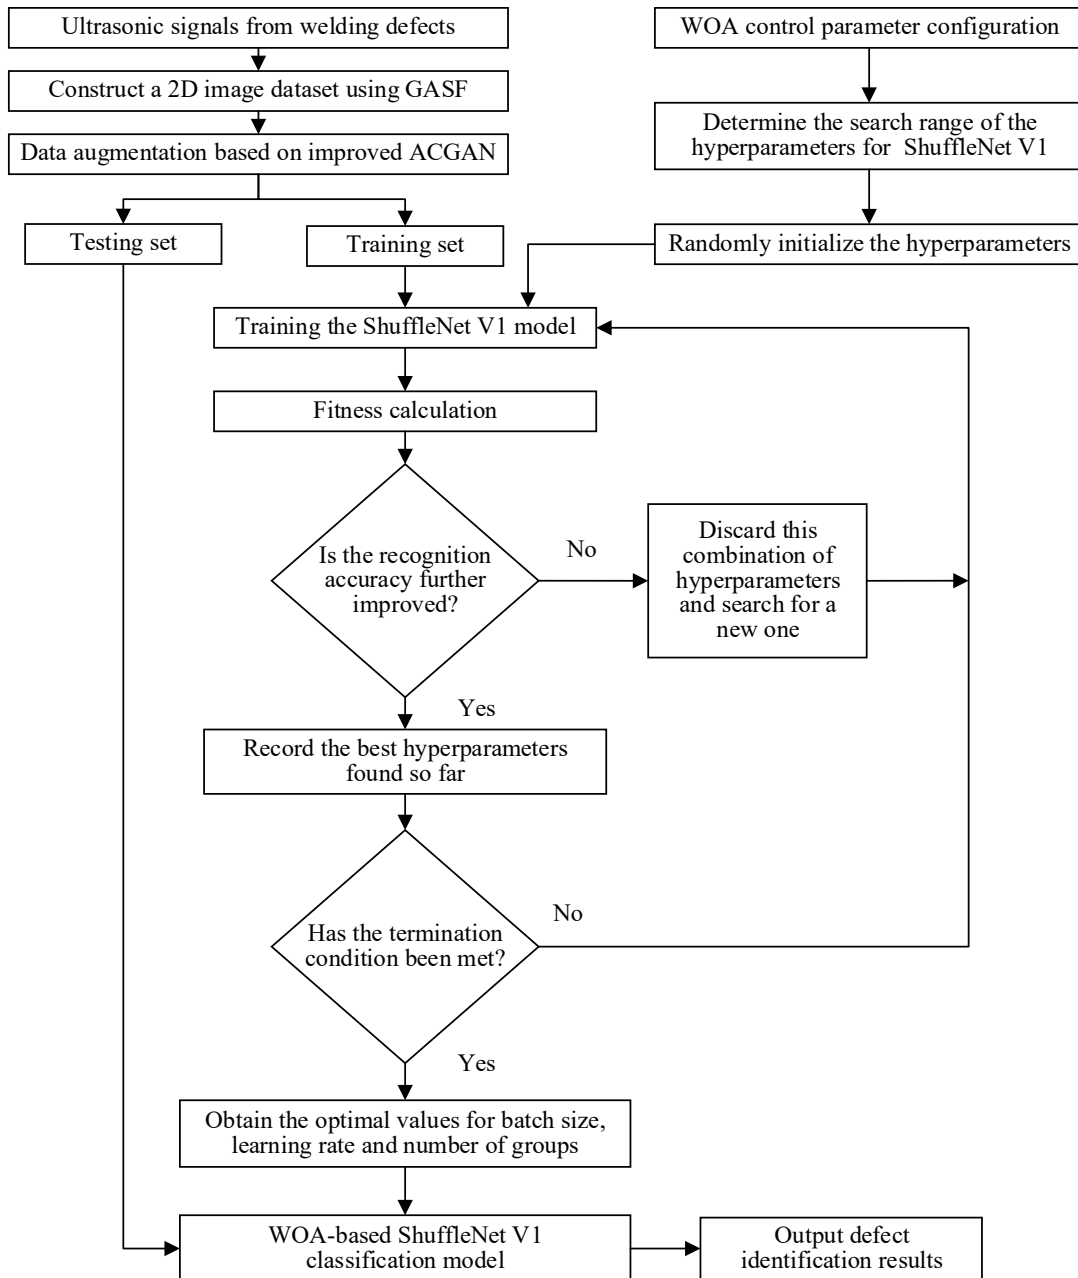 Ultrasonic signals from welding defects
Construct a 2D image dataset using GASF
Data augmentation based on improved ACGAN
Testing set
Training set
WOA control parameter configuration
Determine the search range of the
hyperparameters for ShuffleNet V1
Randomly initialize the hyperparameters
Training the ShuffleNet V1 model
Fitness calculation
Is the recognition
accuracy further
improved?
No
Discard this
combination of
hyperparameters
and search for a
new one
Yes
Record the best hyperparameters
found so far
Has the termination
condition been met?
No
Yes
Obtain the optimal values for batch size,
learning rate and number of groups
WOA-based ShuffleNet V1
classification model
Output defect
identification results